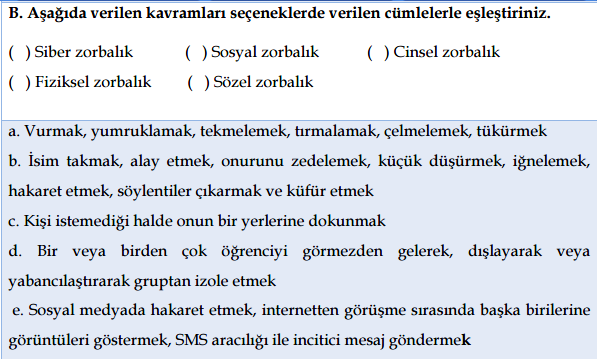 B. Aşağıda verilen kavramları seçeneklerde verilen cümlelerle eşleştiriniz.
( ) Siber zorbalık ( ) Sosyal zorbalık ( ) Cinsel zorbalık
( ) Fiziksel zorbalık ( ) Sözel zorbalık
a. Vurmak, yumruklamak, tekmelemek, tırmalamak, çelmelemek, tükürmek
b. İsim takmak, alay etmek, onurunu zedelemek, küçük düşürmek, iğnelemek,
hakaret etmek, söylentiler çıkarmak ve küfür etmek
c. Kişi istemediği halde onun bir yerlerine dokunmak
d. Bir veya birden çok öğrenciyi görmezden gelerek, dışlayarak veya
yabancılaştırarak gruptan izole etmek
e. Sosyal medyada hakaret etmek, internetten görüşme sırasında başka birilerine
görüntüleri göstermek, SMS aracılığı ile incitici mesaj göndermek